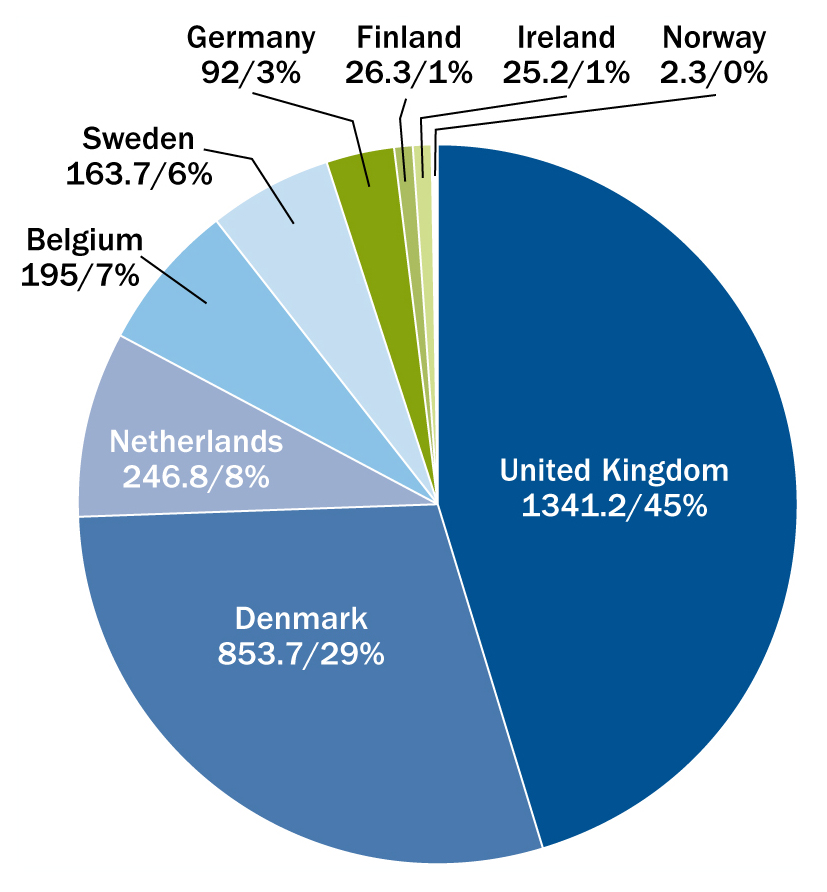 Germany
92/3%
Finland
26.3/1%
Ireland
25.2/1%
Norway
2.3/0%
Sweden
163.7/6%
Belgium
195/7%
Netherlands
246.8/8%
United Kingdom
1341.2/45%
Denmark
853.7/29%